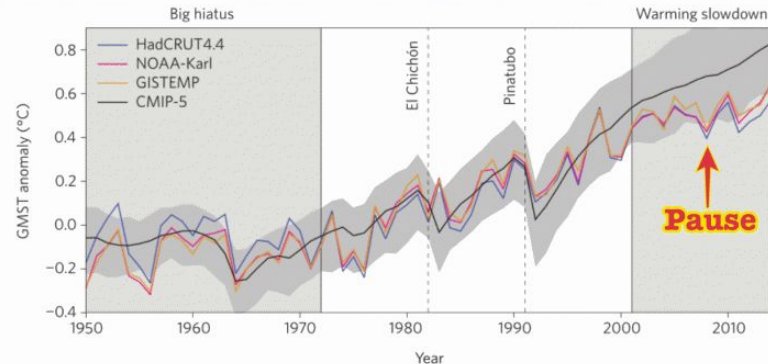 Big hiatus
Warming slowdown
HadCRUT4.4
NOAA-Karl
GISTEMP
CMIP-5
El Chichón
Pinatubo
Pause
GMST anomaly (°C)
0.8
0.6
0.4
0.2
0.0
−0.2
−0.4
1950 1960 1970 1980 1990 2000 2010
Year